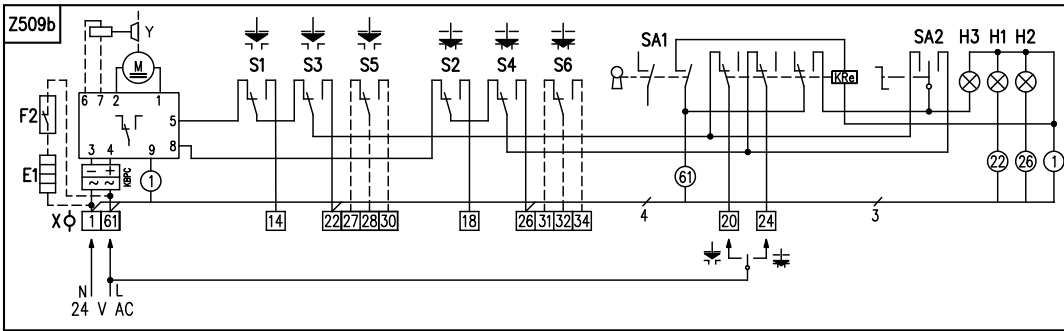 Z509b
Y
SA1
SA2 H3 H1 H2
S1 S3 S5 S2 S4 S6
M
KRe
6 7 2 1
F2
5
8
3 4 9
E1
− +
~ ~
KBPC
1
61
22 26 1
X 1 61 14 22 27 28 30 18 26 31 32 34 4 20 24 3
N L
24 V AC